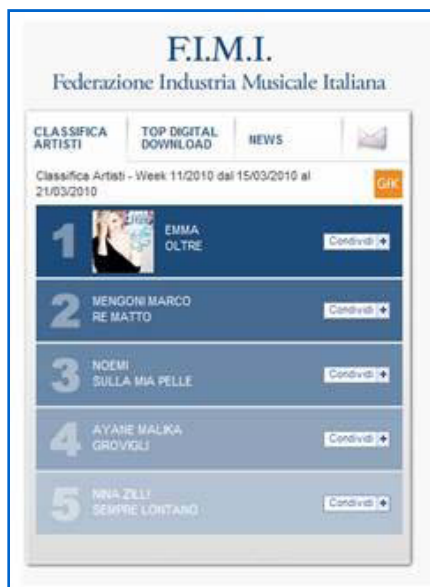 F.I.M.I.
Federazione Industria Musicale Italiana
CLASSIFICA
ARTISTI
TOP DIGITAL
DOWNLOAD
NEWS
Classifica Artisti - Week 11/2010 dal 15/03/2010 al
21/03/2010
GfK
1
EMMA
OLTRE
Condividi
2
MENGONI MARCO
RE MATTO
Condividi
3
NOEMI
SULLA MIA PELLE
Condividi
4
AYANE MALIKA
GROVIGLI
Condividi
5
NINA ZILLI
SEMPRE LONTANO
Condividi